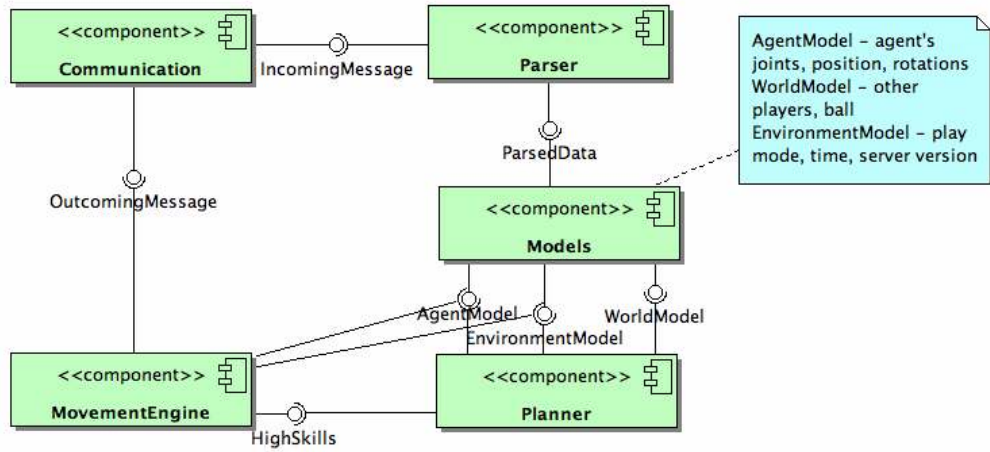 <<component>>
Communication
IncomingMessage
<<component>>
Parser
AgentModel – agent's
joints, position, rotations
WorldModel – other
players, ball
EnvironmentModel – play
mode, time, server version
ParsedData
OutcomingMessage
<<component>>
Models
AgentModel
EnvironmentModel
WorldModel
<<component>>
MovementEngine
HighSkills
<<component>>
Planner